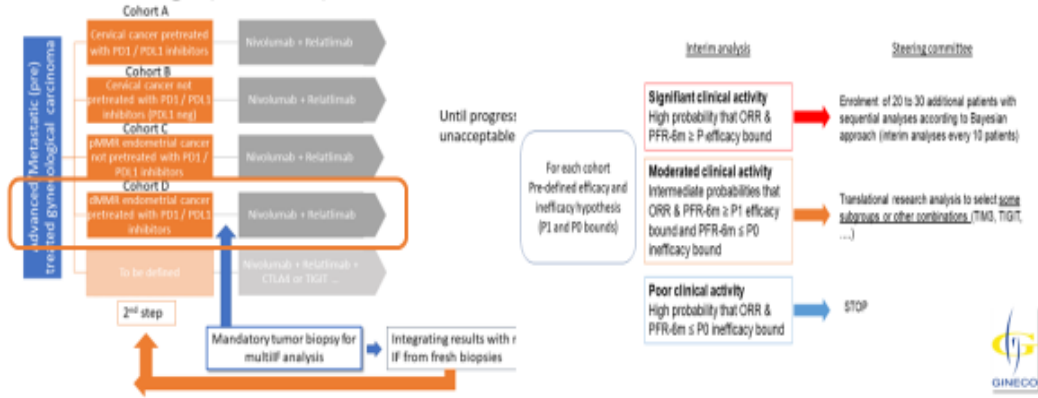 Cohort A
Cervical cancer pretreated
with PD1 / PDL1 inhibitors
Nivolumab + Relatlimab
Cohort B
Cervical cancer not
pretreated with PD1 / PDL1
inhibitors (PDL1 neg)
Nivolumab + Relatlimab
Cohort C
pMMR endometrial cancer
not pretreated with PD1 /
PDL1 inhibitors
Nivolumab + Relatlimab
Cohort D
dMMR endometrial cancer
pretreated with PD1 / PDL1
inhibitors
Nivolumab + Relatlimab
To be defined
Nivolumab + Relatlimab +
CTLA4 or TIGIT ...
Advanced/Metastatic (pre)
treated gynecological carcinoma
2nd step
Mandatory tumor biopsy for
multiIF analysis
Integrating results with
IF from fresh biopsies
Until progress
unacceptable
For each cohort
Pre-defined efficacy and
inefficacy hypothesis
(P1 and P0 bounds)
Interim analysis
Signifiant clinical activity
High probability that ORR &
PFR-6m ≥ P efficacy bound
Moderated clinical activity
Intermediate probabilities that
ORR & PFR-6m ≥ P1 efficacy
bound and PFR-6m ≤ P0
inefficacy bound
Poor clinical activity
High probability that ORR &
PFR-6m ≤ P0 inefficacy bound
Steering committee
Enrolment of 20 to 30 additional patients with
sequential analyses according to Bayesian
approach (interim analyses every 10 patients)
Translational research analysis to select some
subgroups or other combinations (TIM3, TIGIT,
....)
STOP
GINECO